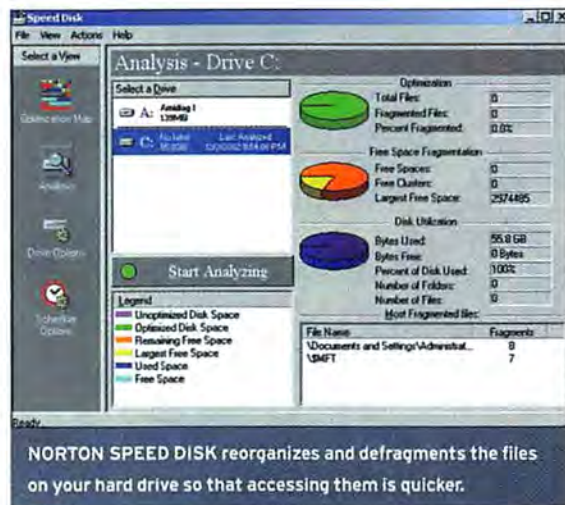 Speed Disk
File View Actions Help
Select a View
Optimization Map
Analysis
Drive Options
Schedule Options
Analysis - Drive C:
Select a Drive
A:
C: No label Last Analyzed
Start Analyzing
Legend
Unoptimized Disk Space
Optimized Disk Space
Remaining Free Space
Largest Free Space
Used Space
Free Space
Optimization
Total Files: 0
Fragmented Files: 0
Percent Fragmented: 0.0%
Free Space Fragmentation
Free Spaces: 0
Free Clusters: 0
Largest Free Space: 2974485
Disk Utilization
Bytes Used: 55.8 GB
Bytes Free: 0 Bytes
Percent of Disk Used: 100%
Number of Folders: 0
Number of Files: 0
Most Fragmented files:
File Name Fragments
\Documents and Settings\Administrat... 8
\$MFT 7
Ready
NORTON SPEED DISK reorganizes and defragments the files
on your hard drive so that accessing them is quicker.